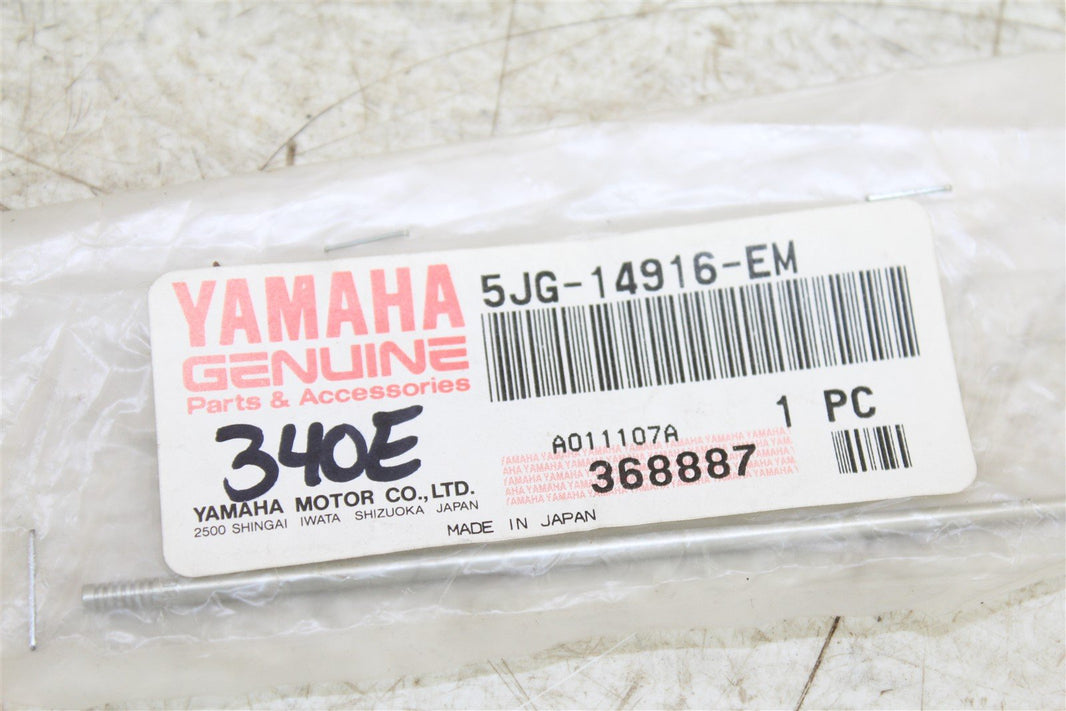 YAMAHA
GENUINE
Parts & Accessories
340E
YAMAHA MOTOR CO., LTD.
2500 SHINGAI IWATA SHIZUOKA JAPAN
5JG-14916-EM
1 PC
A011107A
368887
MADE IN JAPAN